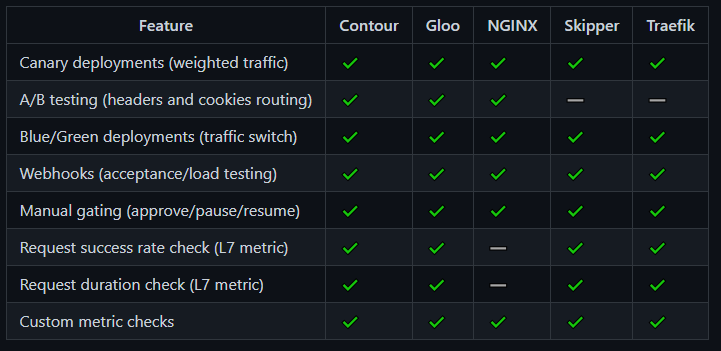 Feature Contour Gloo NGINX Skipper Traefik
Canary deployments (weighted traffic) ✓ ✓ ✓ ✓ ✓
A/B testing (headers and cookies routing) ✓ ✓ ✓ — —
Blue/Green deployments (traffic switch) ✓ ✓ ✓ ✓ ✓
Webhooks (acceptance/load testing) ✓ ✓ ✓ ✓ ✓
Manual gating (approve/pause/resume) ✓ ✓ ✓ ✓ ✓
Request success rate check (L7 metric) ✓ ✓ — ✓ ✓
Request duration check (L7 metric) ✓ ✓ — ✓ ✓
Custom metric checks ✓ ✓ ✓ ✓ ✓